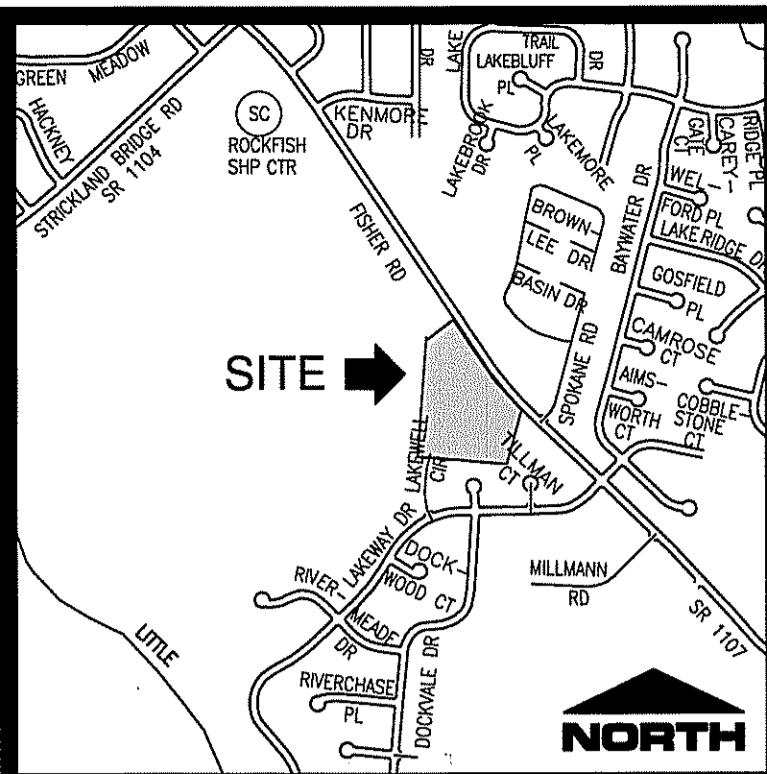 GREEN MEADOW
HACKNEY
STRICKLAND BRIDGE RD
SR 1104
SC
ROCKFISH
SHP CTR
KENMORE
DR
DR
LAKE
TRAIL
LAKEBLUFF
PL
DR
LAKEBROOK
DR
PL
LAKEMORE
GATE
CT
CAREY-
RIDGE PL
WEL-
FORD PL
LAKE RIDGE DR
BAYWATER DR
FISHER RD
BROWN-
LEE DR
BASIN DR
GOSFIELD
PL
SPOKANE RD
CAMROSE
CT
AIMS-
WORTH
CT
COBBLE-
STONE
CT
SITE
LAKEWELL
CIR
TILLMAN
CT
LAKEWAY DR
DOCK-
WOOD CT
RIVER-
MEADE
DR
MILLMANN
RD
SR 1107
LITTLE
RIVERCHASE
PL
DOCKVALE DR
NORTH